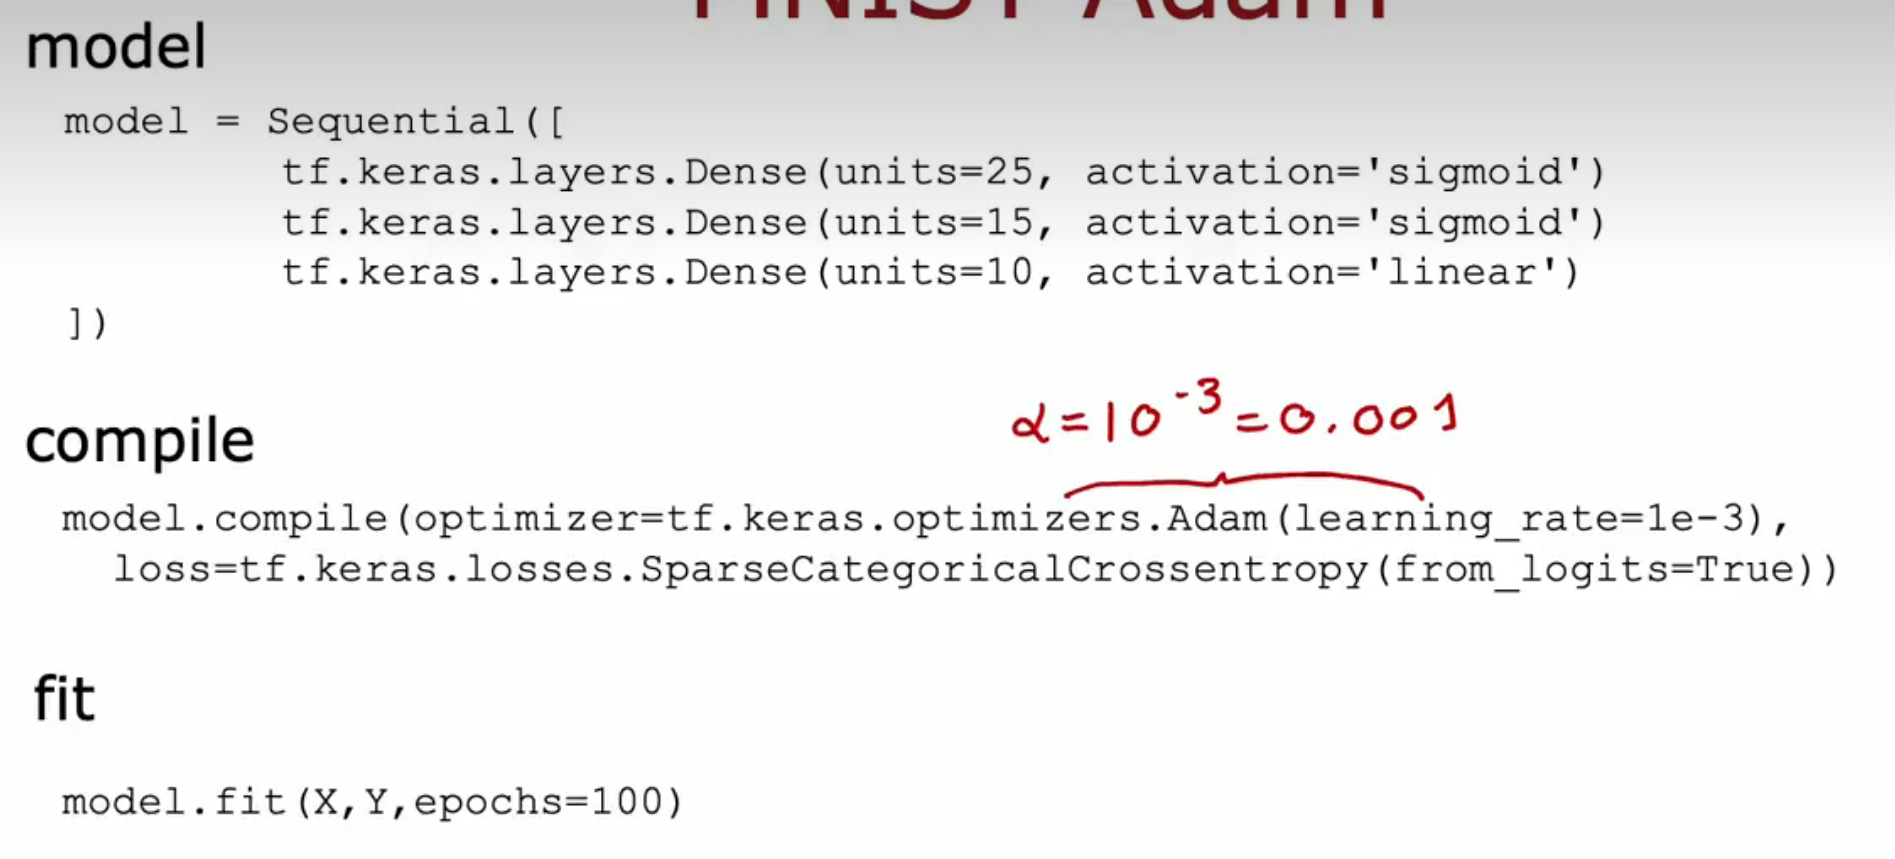 MNIST Adam
model
model = Sequential([
tf.keras.layers.Dense(units=25, activation='sigmoid')
tf.keras.layers.Dense(units=15, activation='sigmoid')
tf.keras.layers.Dense(units=10, activation='linear')
])
α=10⁻³=0.001
compile
model.compile(optimizer=tf.keras.optimizers.Adam(learning_rate=1e-3),
loss=tf.keras.losses.SparseCategoricalCrossentropy(from_logits=True))
fit
model.fit(X,Y,epochs=100)